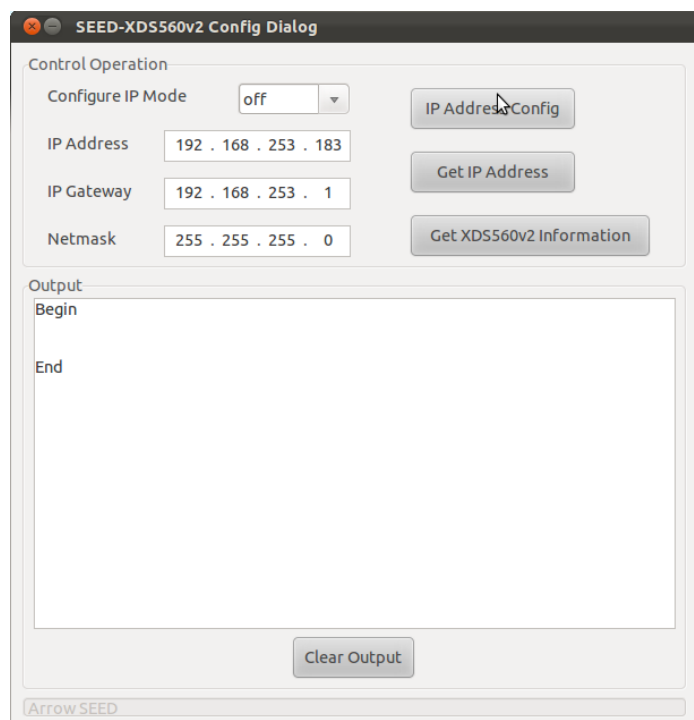 SEED-XDS560v2 Config Dialog
Control Operation
Configure IP Mode off
IP Address Config
IP Address 192 . 168 . 253 . 183
Get IP Address
IP Gateway 192 . 168 . 253 . 1
Get XDS560v2 Information
Netmask 255 . 255 . 255 . 0
Output
Begin
End
Clear Output
Arrow SEED